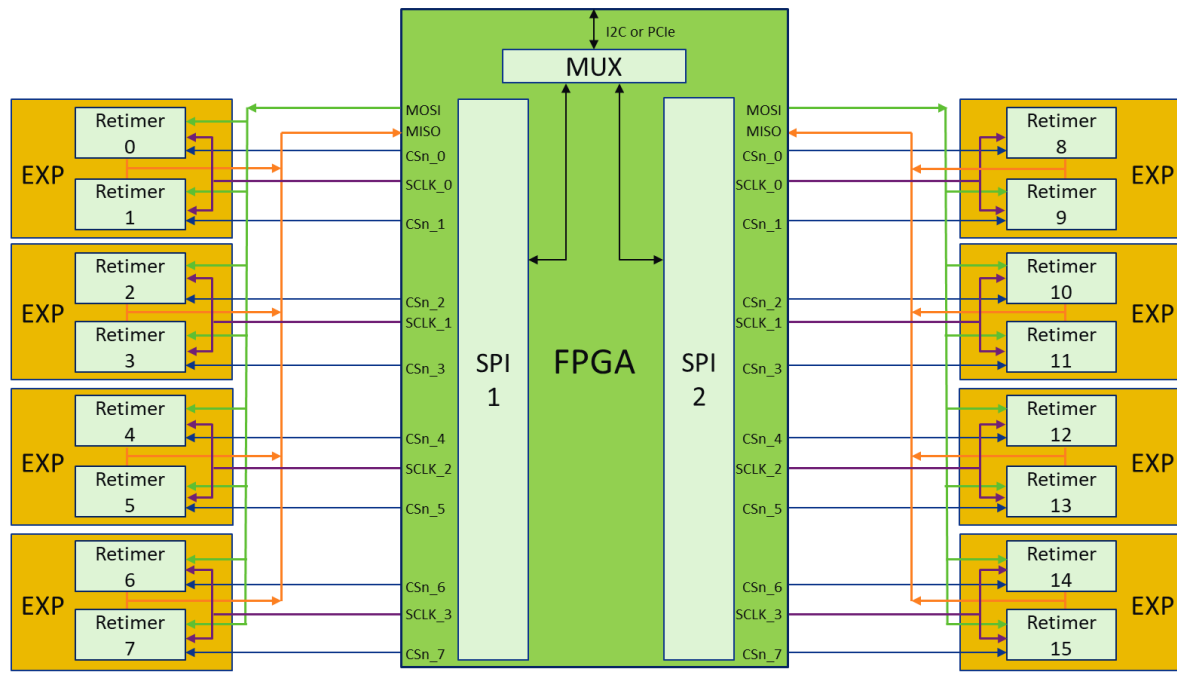 I2C or PCIe
MUX
MOSI
MISO
CSn_0
SCLK_0
CSn_1
CSn_2
SCLK_1
CSn_3
CSn_4
SCLK_2
CSn_5
CSn_6
SCLK_3
CSn_7
SPI
1
FPGA
SPI
2
MOSI
MISO
CSn_0
SCLK_0
CSn_1
CSn_2
SCLK_1
CSn_3
CSn_4
SCLK_2
CSn_5
CSn_6
SCLK_3
CSn_7
EXP
Retimer
0
Retimer
1
EXP
Retimer
2
Retimer
3
EXP
Retimer
4
Retimer
5
EXP
Retimer
6
Retimer
7
Retimer
8
Retimer
9
EXP
Retimer
10
Retimer
11
EXP
Retimer
12
Retimer
13
EXP
Retimer
14
Retimer
15
EXP